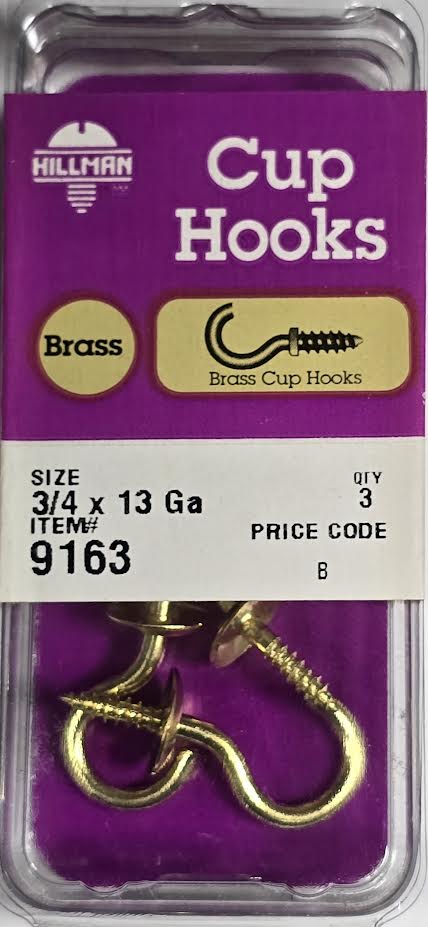 HILLMAN
Cup
Hooks
Brass
Brass Cup Hooks
SIZE
3/4 x 13 Ga
QTY
3
ITEM#
9163
PRICE CODE
B